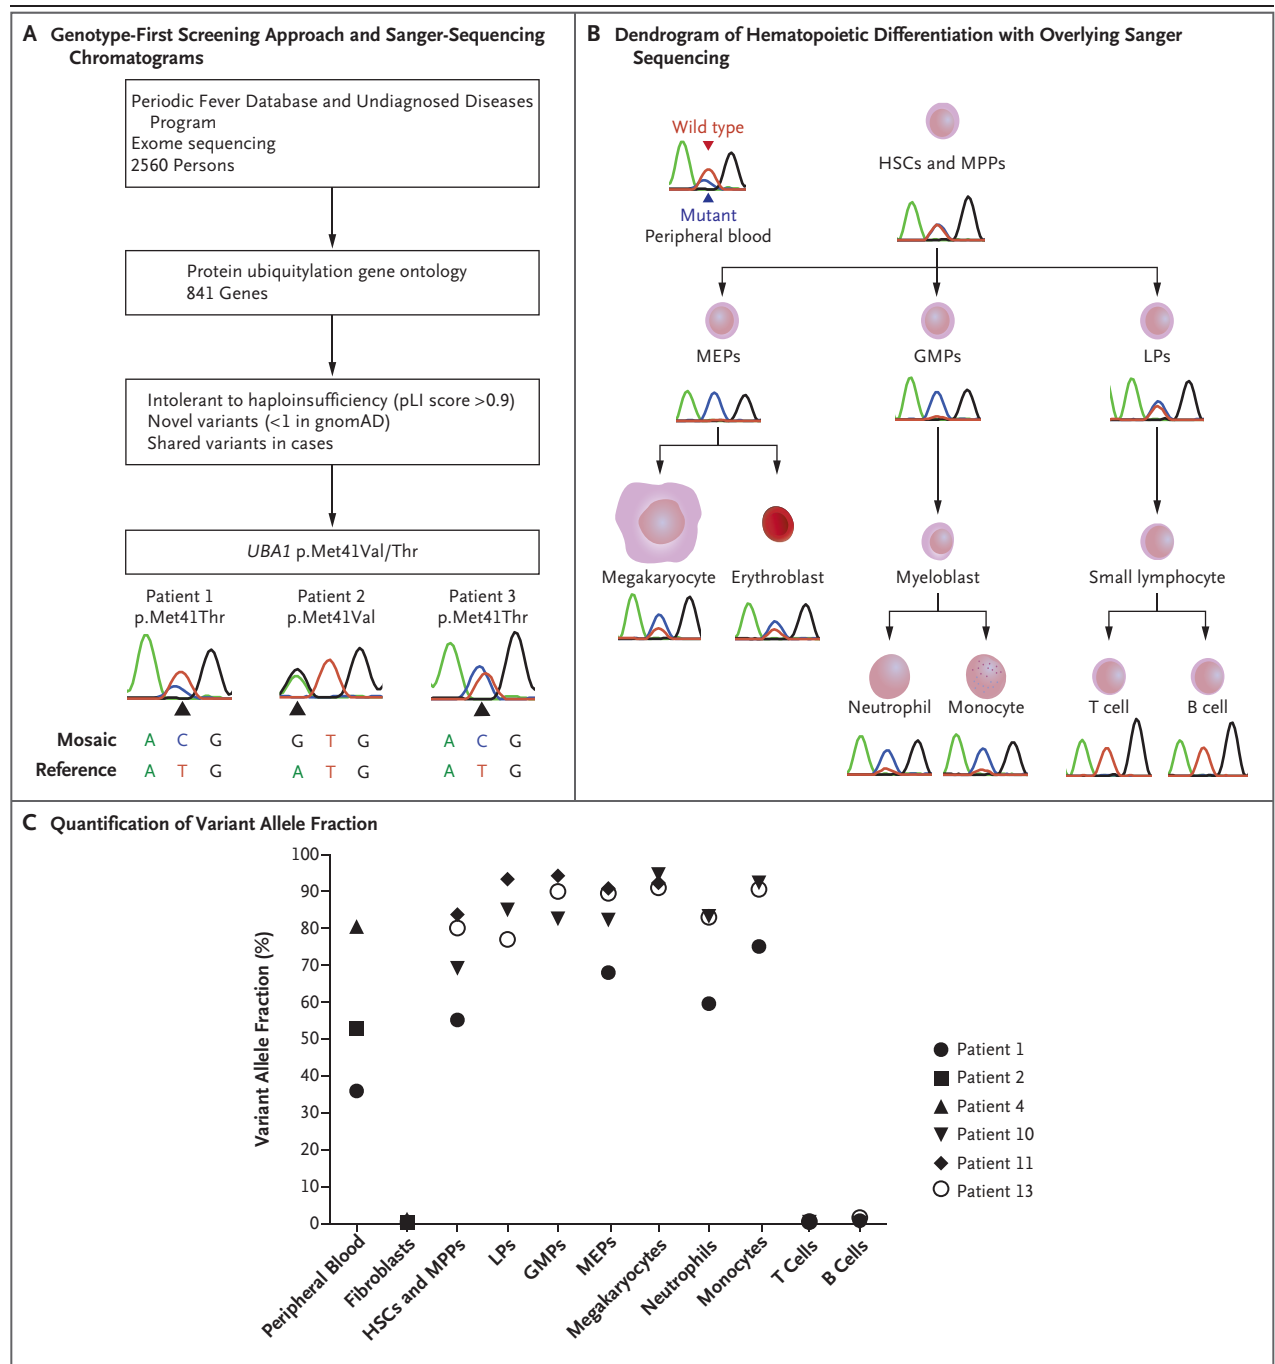 A Genotype-First Screening Approach and Sanger-Sequencing
Chromatograms
Periodic Fever Database and Undiagnosed Diseases
Program
Exome sequencing
2560 Persons
Protein ubiquitylation gene ontology
841 Genes
Intolerant to haploinsufficiency (pLI score >0.9)
Novel variants (<1 in gnomAD)
Shared variants in cases
UBA1 p.Met41Val/Thr
Patient 1
p.Met41Thr
Patient 2
p.Met41Val
Patient 3
p.Met41Thr
Mosaic A C G G T G A C G
Reference A T G A T G A T G
B Dendrogram of Hematopoietic Differentiation with Overlying Sanger
Sequencing
Wild type
Mutant
Peripheral blood
HSCs and MPPs
MEPs
GMPs
LPs
Megakaryocyte
Erythroblast
Myeloblast
Small lymphocyte
Neutrophil
Monocyte
T cell
B cell
C Quantification of Variant Allele Fraction
Variant Allele Fraction (%)
100
90
80
70
60
50
40
30
20
10
0
Peripheral Blood
Fibroblasts
HSCs and MPPs
LPs
GMPs
MEPs
Megakaryocytes
Neutrophils
Monocytes
T Cells
B Cells
Patient 1
Patient 2
Patient 4
Patient 10
Patient 11
Patient 13